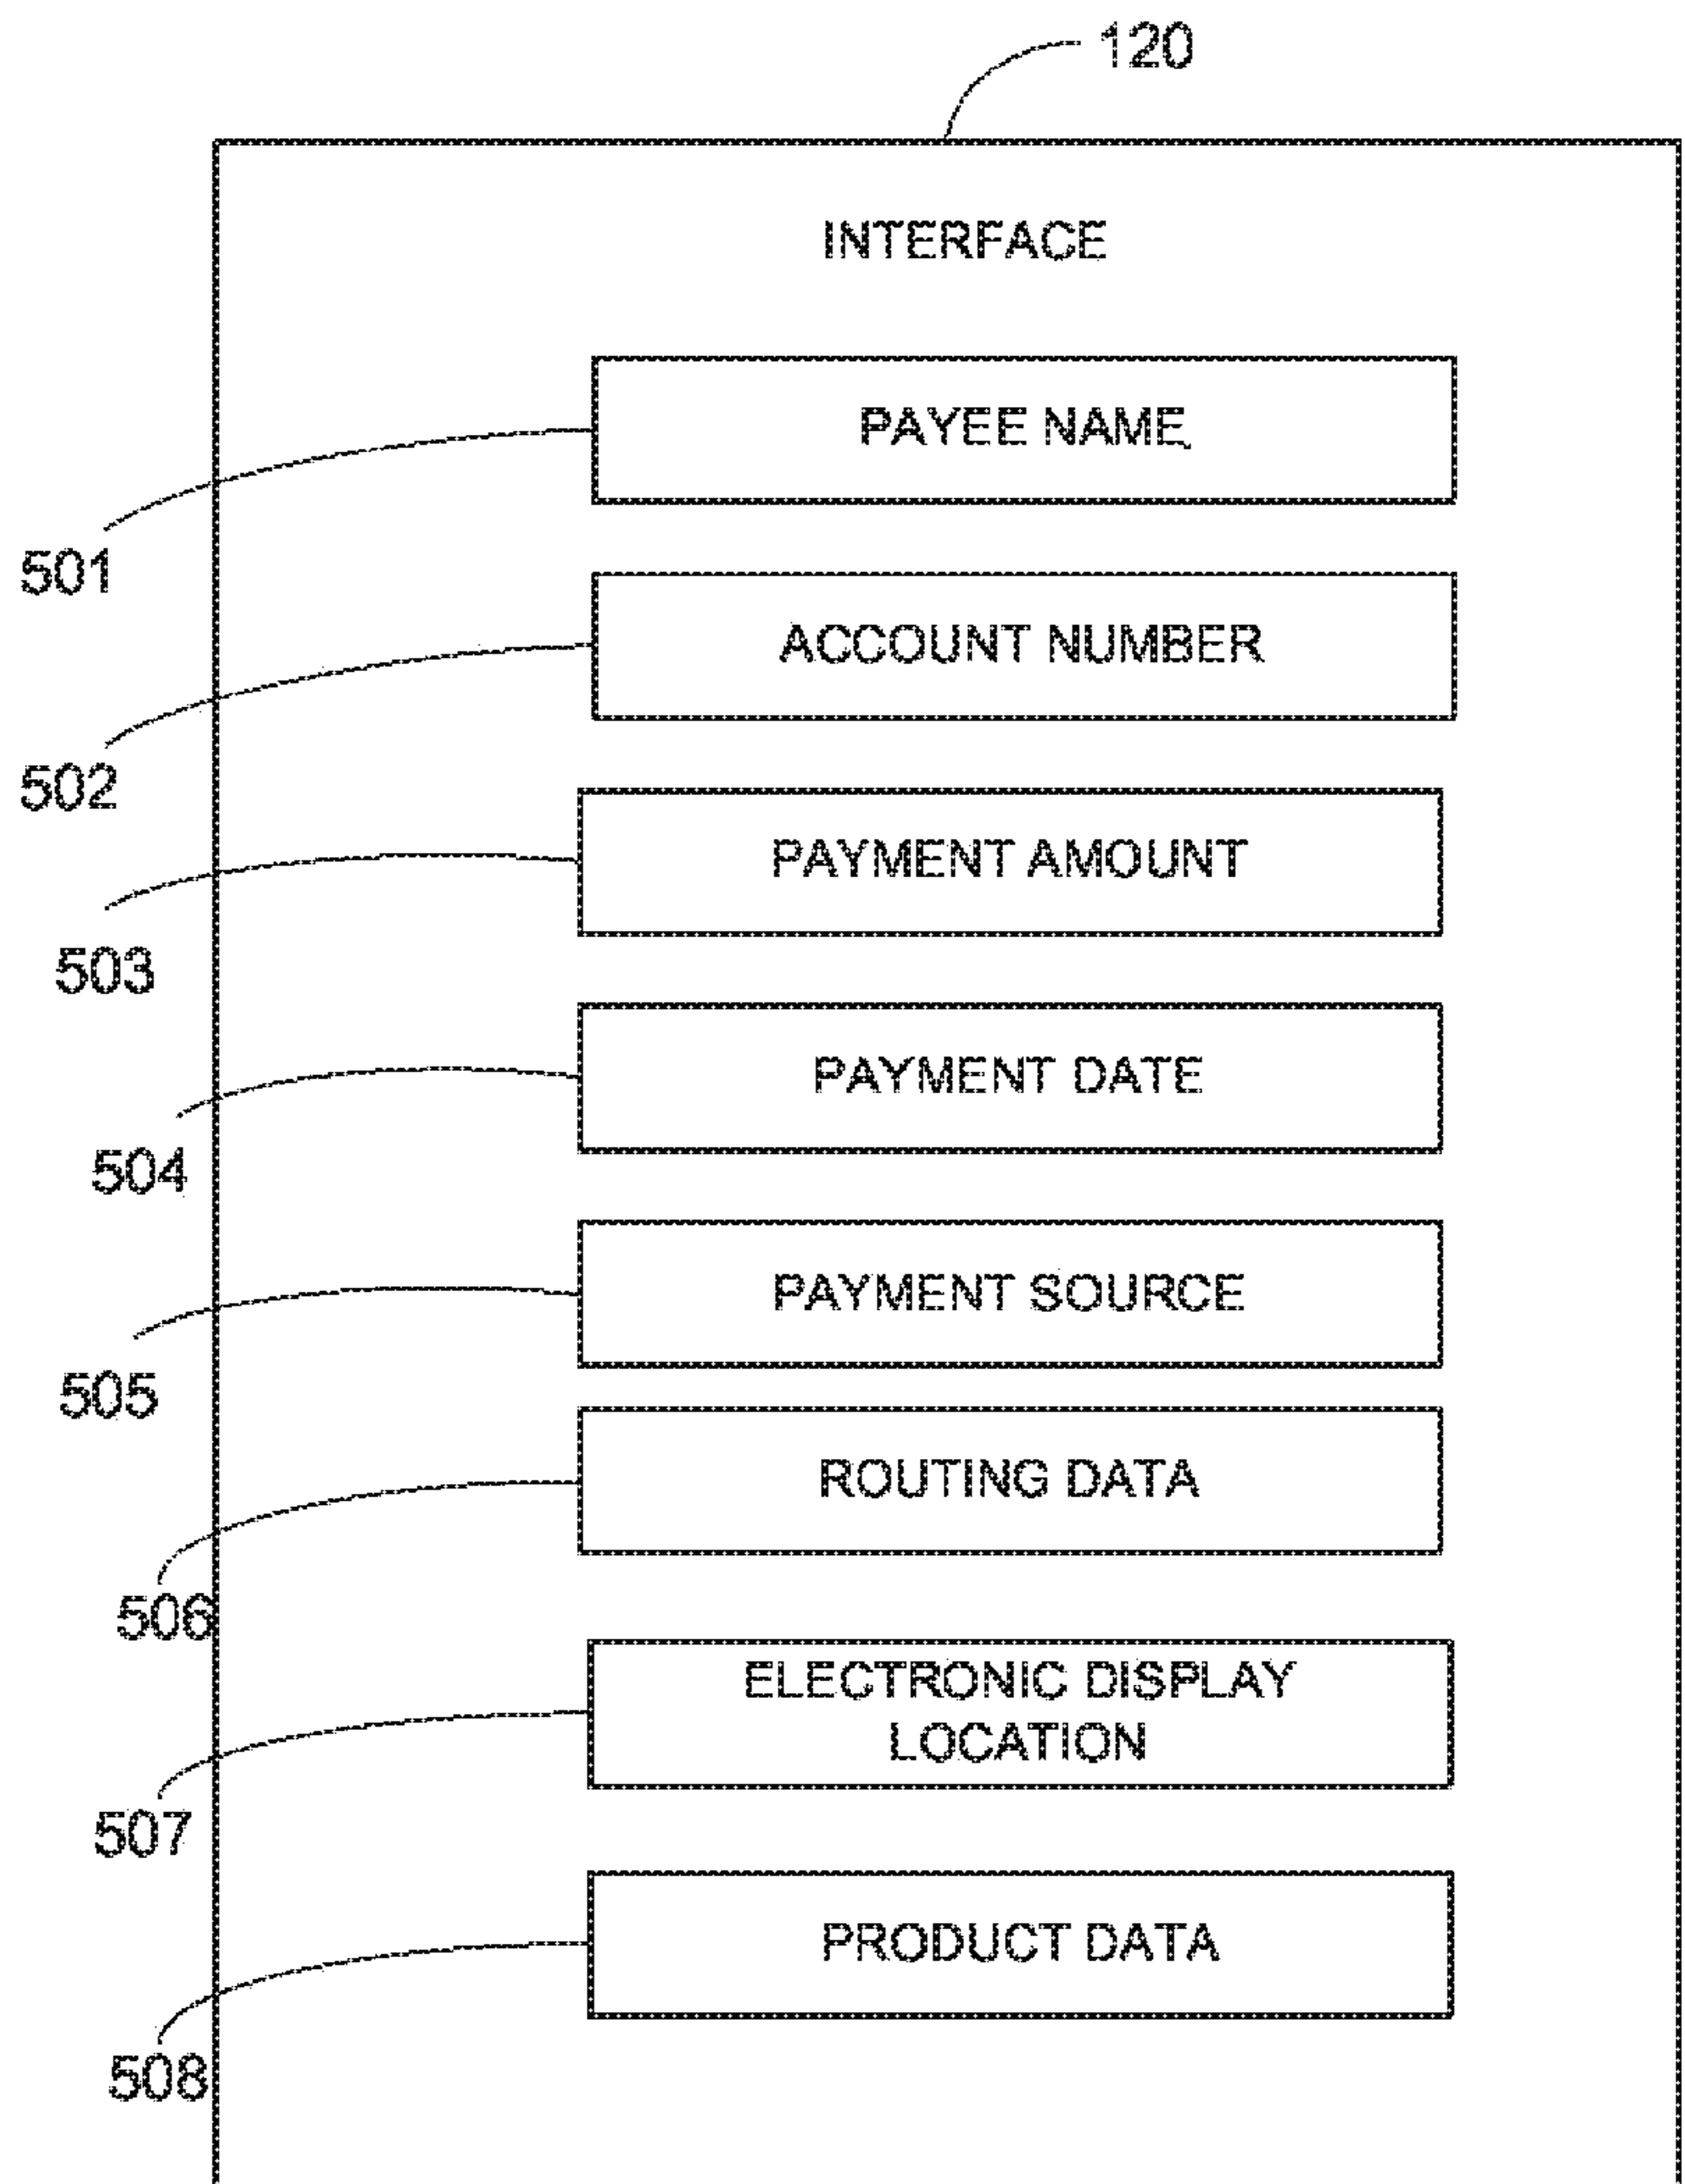 120
INTERFACE
PAYEE NAME
501
ACCOUNT NUMBER
502
PAYMENT AMOUNT
503
PAYMENT DATE
504
PAYMENT SOURCE
505
ROUTING DATA
506
ELECTRONIC DISPLAY
LOCATION
507
PRODUCT DATA
508